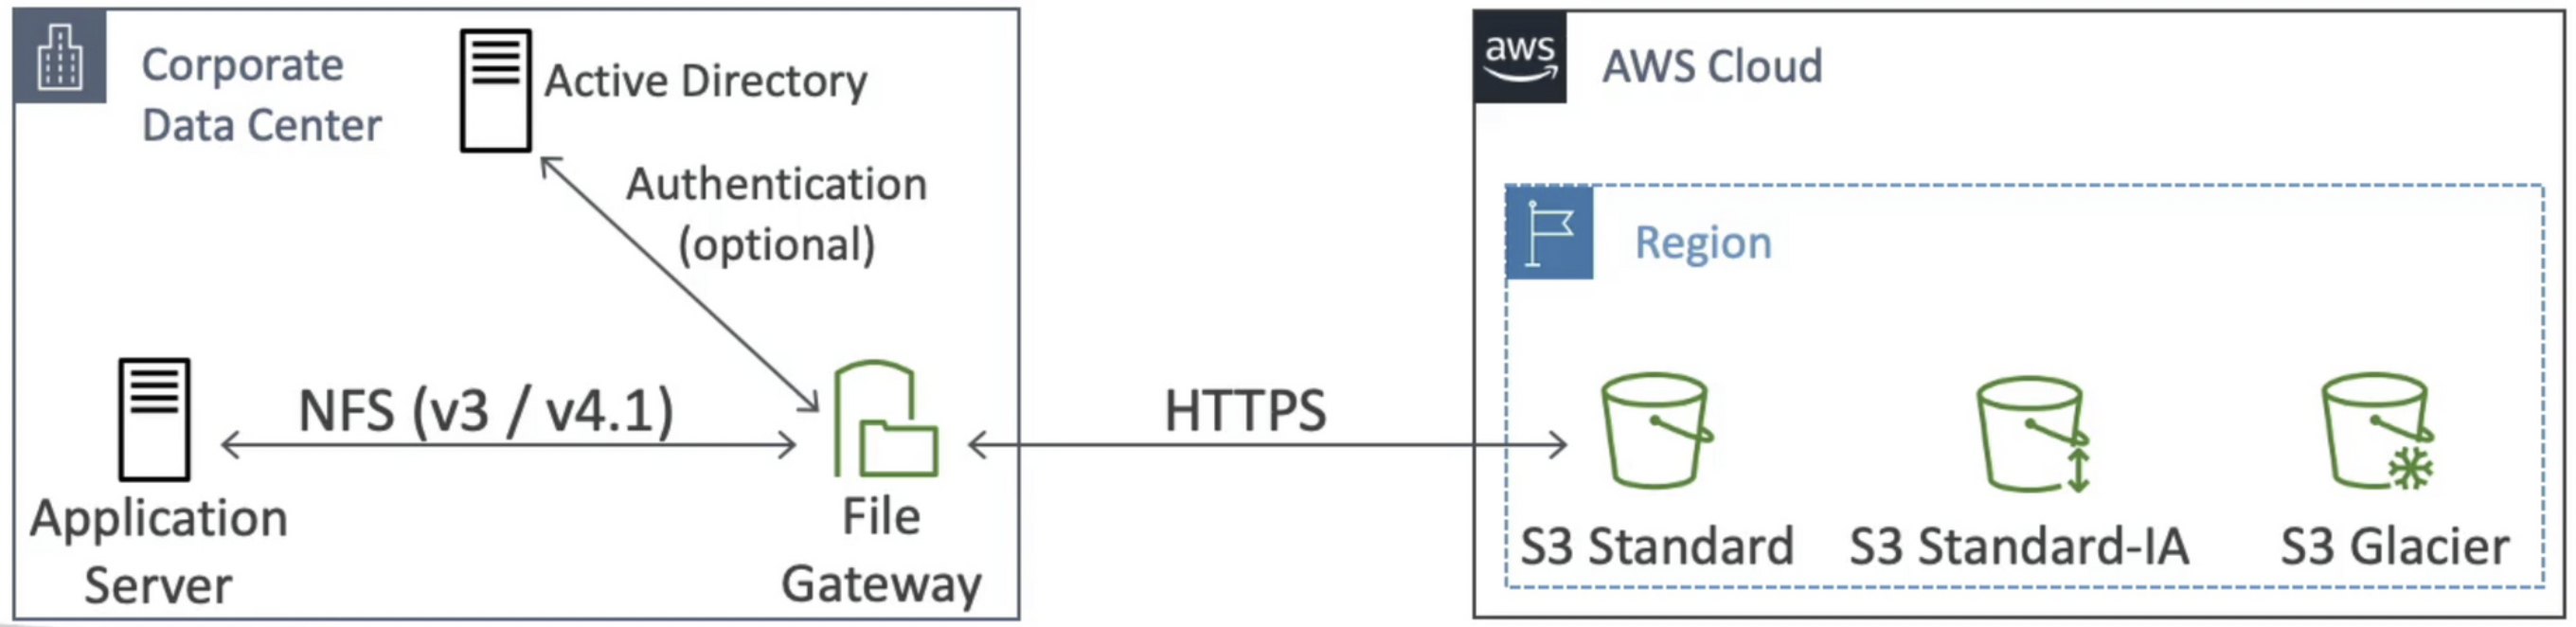 Corporate
Data Center
Active Directory
Authentication
(optional)
NFS (v3 / v4.1)
Application
Server
File
Gateway
HTTPS
aws
AWS Cloud
Region
S3 Standard
S3 Standard-IA
S3 Glacier